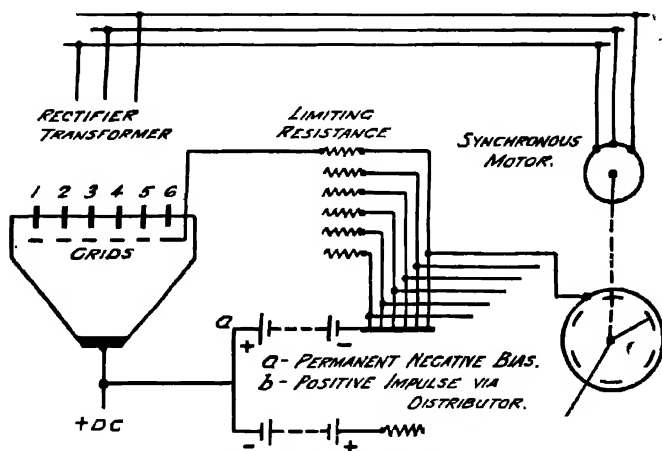 RECTIFIER
TRANSFORMER
LIMITING
RESISTANCE
SYNCHRONOUS
MOTOR.
1 2 3 4 5 6
GRIDS
a
+ -
a - PERMANENT NEGATIVE BIAS.
b - POSITIVE IMPULSE VIA
DISTRIBUTOR.
+DC
- +